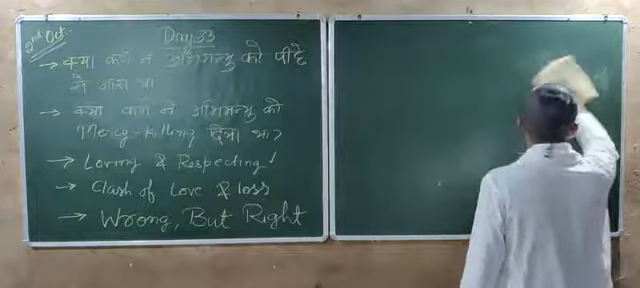 2nd Oct.
Day 33
→ क्या कर्ण ने अभिमन्यु को पीछे
से मारा था
→ क्या कर्ण ने अभिमन्यु को
Mercy-killing दिया था?
→ Loving & Respecting!
→ Clash of Love & loss
→ Wrong, But Right